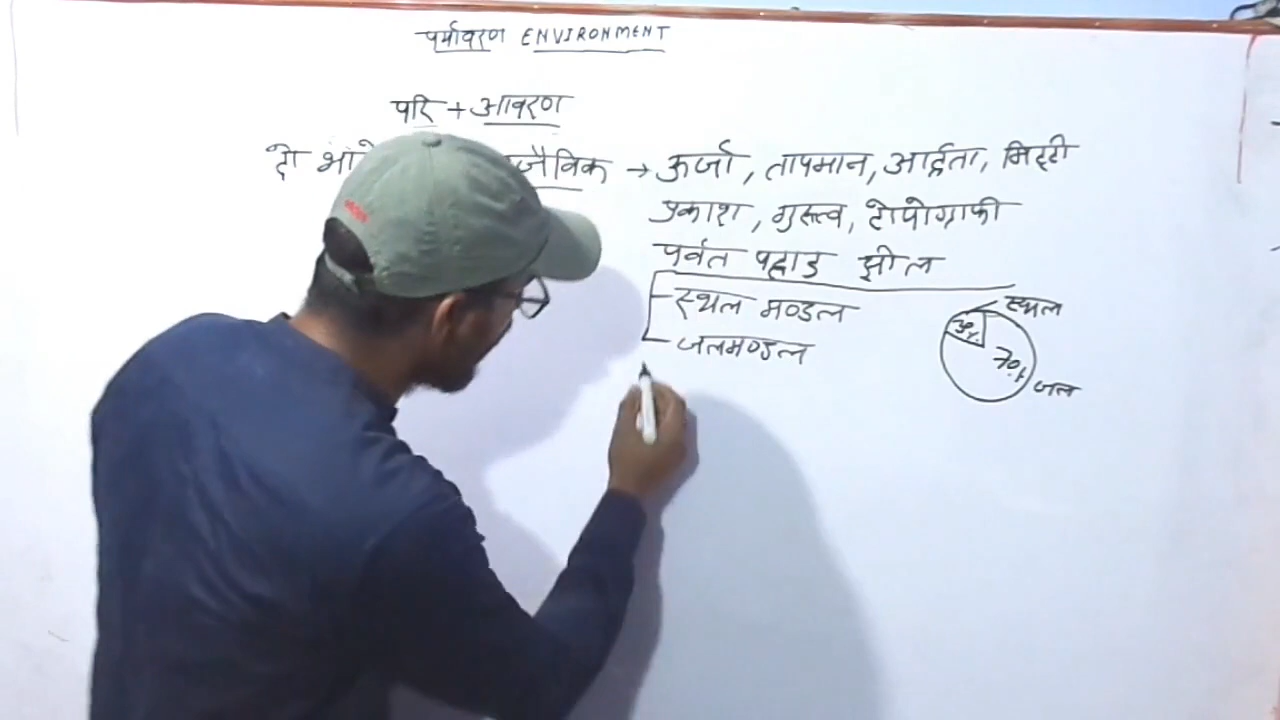 पर्यावरण ENVIRONMENT
परि + आवरण
दो → ऊर्जा, तापमान, आर्द्रता, मिट्टी
प्रकाश, गुरुत्व, टोपोग्राफी
पर्वत पहाड झील
स्थल मण्डल
जलमण्डल
स्थल
70%
जल